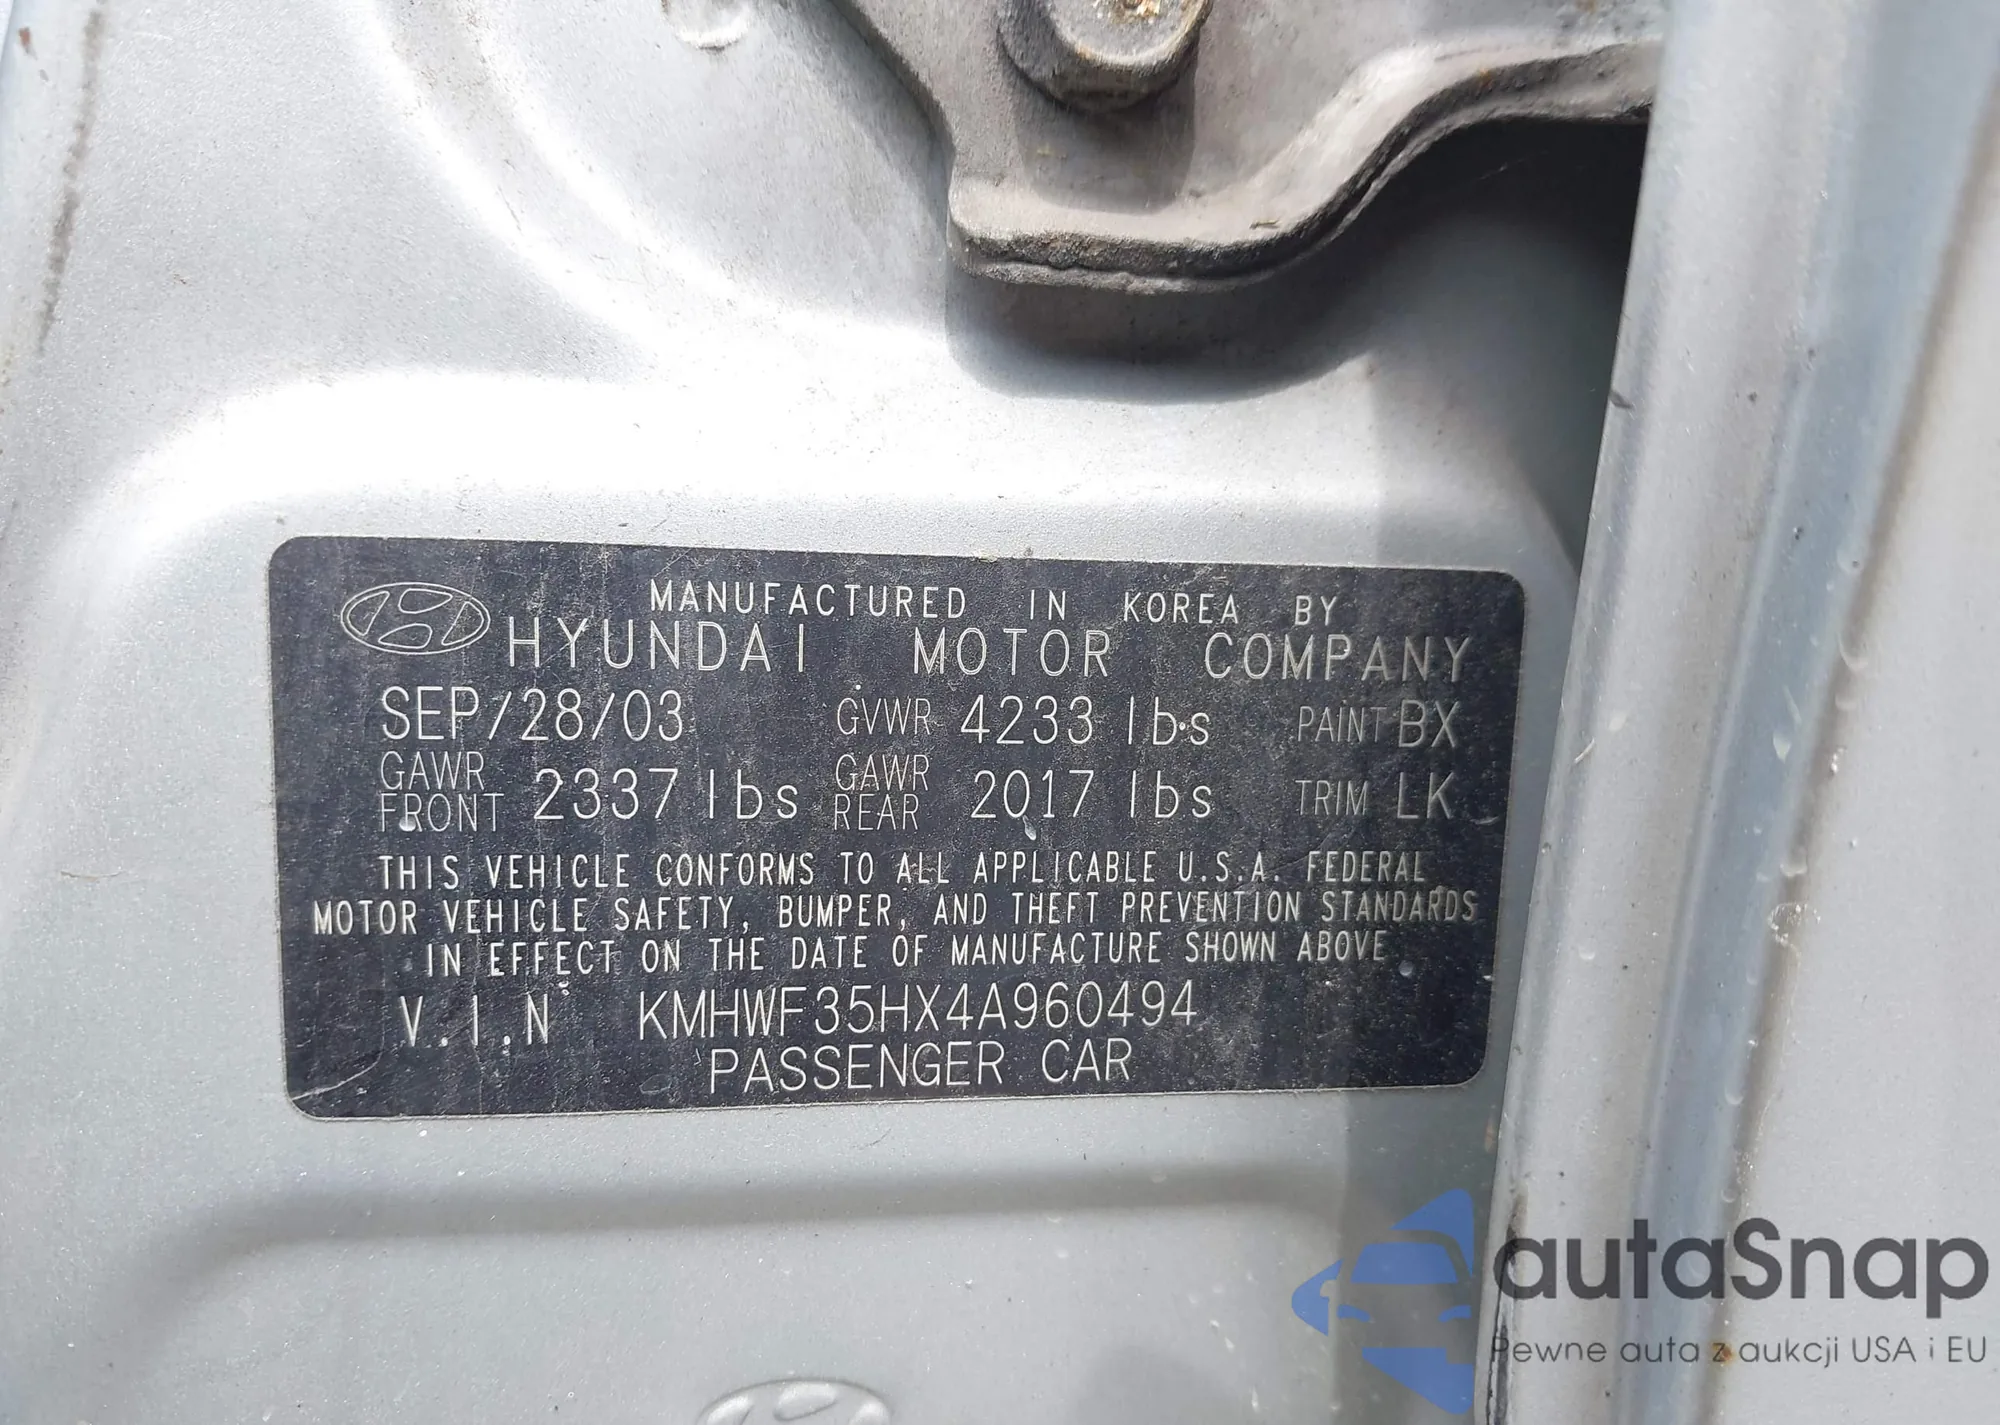 MANUFACTURED IN KOREA BY
HYUNDAI MOTOR COMPANY
SEP/28/03 GVWR 4233 lbs PAINT BX
GAWR FRONT 2337 lbs GAWR REAR 2017 lbs TRIM LK
THIS VEHICLE CONFORMS TO ALL APPLICABLE U.S.A. FEDERAL
MOTOR VEHICLE SAFETY, BUMPER, AND THEFT PREVENTION STANDARDS
IN EFFECT ON THE DATE OF MANUFACTURE SHOWN ABOVE
V.I.N KMHWF35HX4A960494
PASSENGER CAR
autaSnap
Pewne auta z aukcji USA i EU